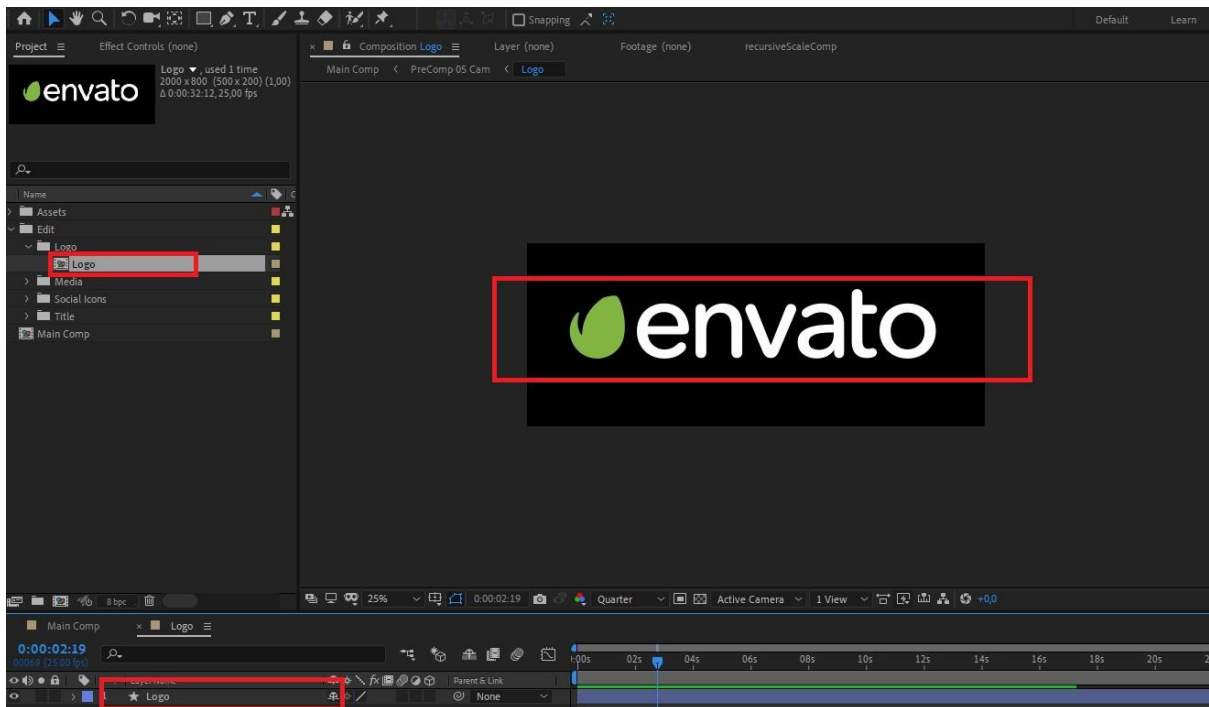 Snapping
Default
Learn
Project
Effect Controls (none)
Composition Logo
Layer (none)
Footage (none)
recursiveScaleComp
Main Comp
PreComp 05 Cam
Logo
Logo ▼, used 1 time
2000 x 800 (500 x 200) (1,00)
Δ 0:00:32:12, 25,00 fps
envato
Name
Assets
Edit
Logo
Logo
Media
Social Icons
Title
Main Comp
envato
8 bpc
25%
0:00:02:19
Quarter
Active Camera
1 View
+0,0
Main Comp
Logo
0:00:02:19
00069 (25.00 fps)
:00s 02s 04s 06s 08s 10s 12s 14s 16s 18s 20s
Parent & Link
1 Logo
None